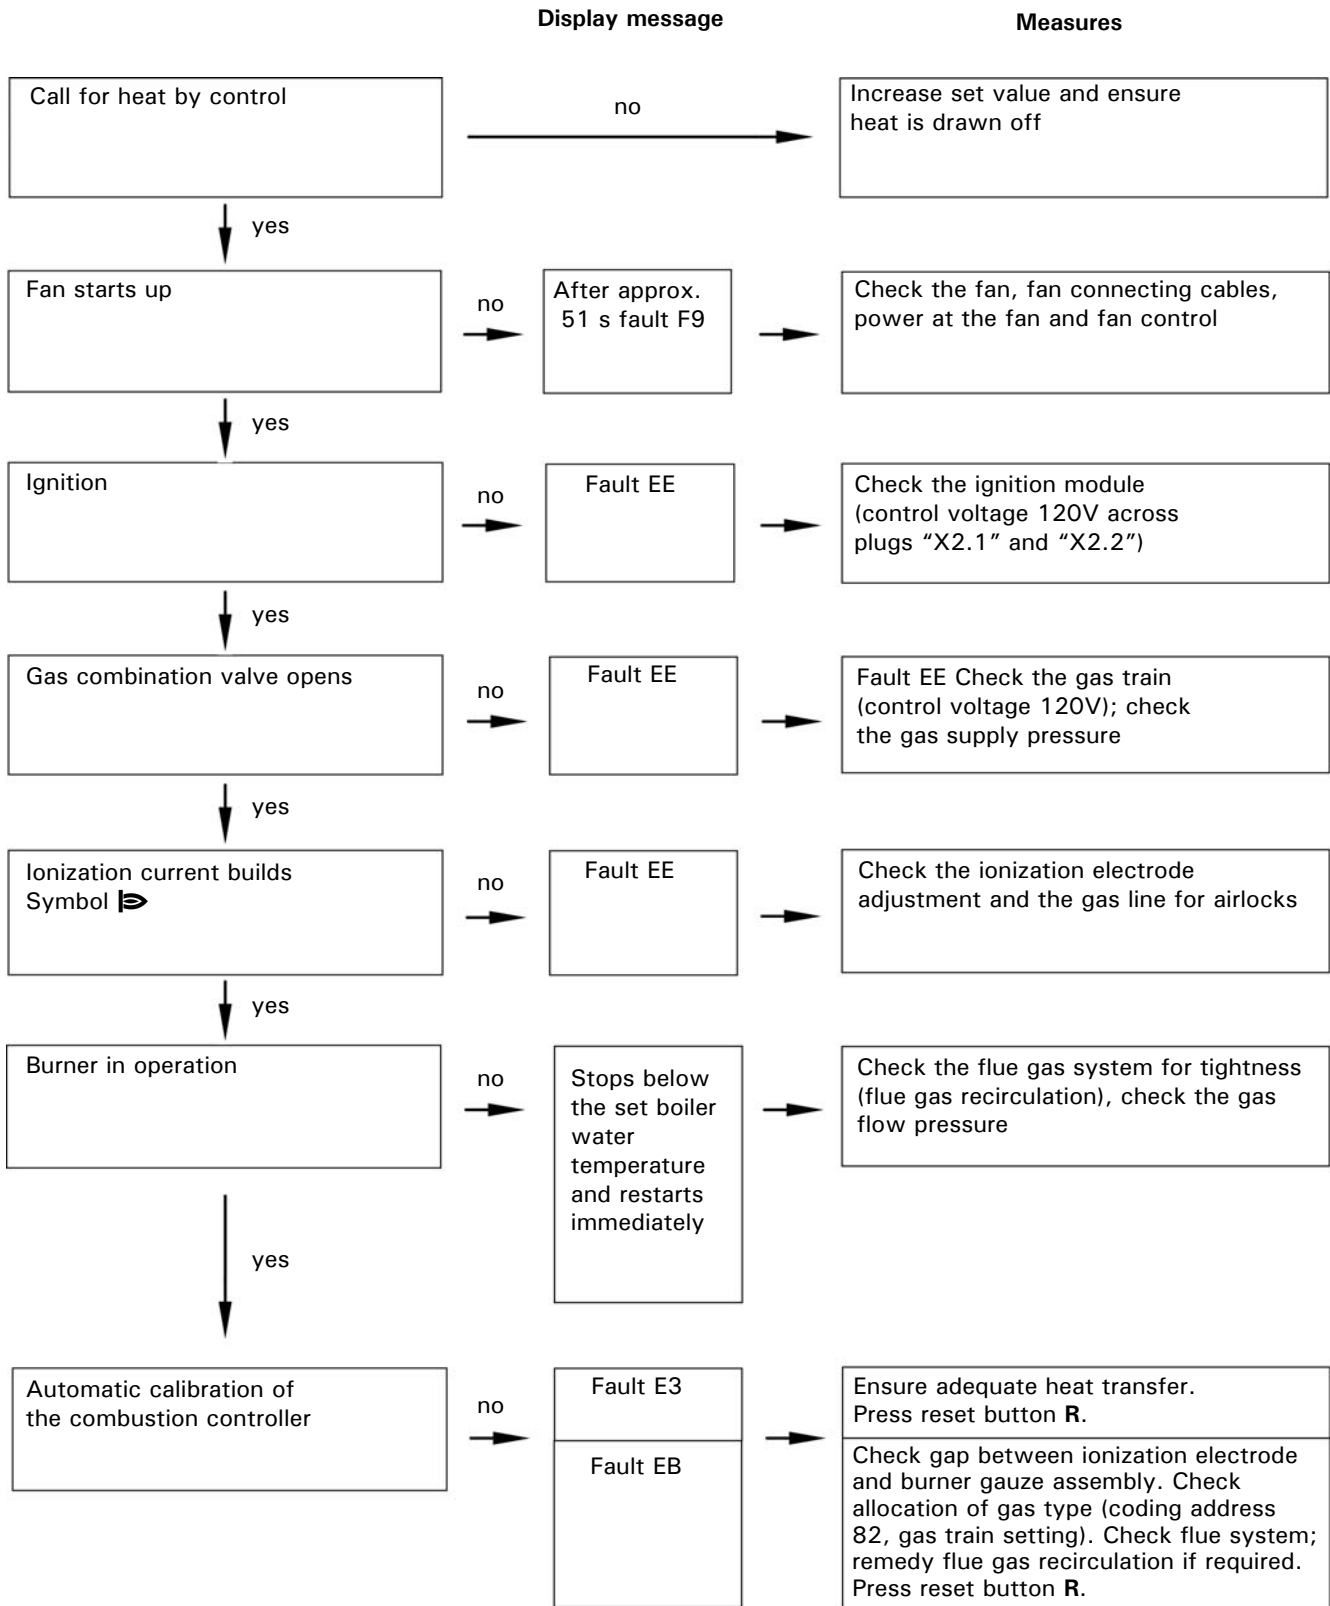 Display message
Measures
Call for heat by control
no
Increase set value and ensure
heat is drawn off
yes
Fan starts up
no
After approx.
51 s fault F9
Check the fan, fan connecting cables,
power at the fan and fan control
yes
Ignition
no
Fault EE
Check the ignition module
(control voltage 120V across
plugs “X2.1” and “X2.2”)
yes
Gas combination valve opens
no
Fault EE
Fault EE Check the gas train
(control voltage 120V); check
the gas supply pressure
yes
Ionization current builds
Symbol
no
Fault EE
Check the ionization electrode
adjustment and the gas line for airlocks
yes
Burner in operation
no
Stops below
the set boiler
water
temperature
and restarts
immediately
Check the flue gas system for tightness
(flue gas recirculation), check the gas
flow pressure
yes
Automatic calibration of
the combustion controller
no
Fault E3
Ensure adequate heat transfer.
Press reset button R.
Fault EB
Check gap between ionization electrode
and burner gauze assembly. Check
allocation of gas type (coding address
82, gas train setting). Check flue system;
remedy flue gas recirculation if required.
Press reset button R.